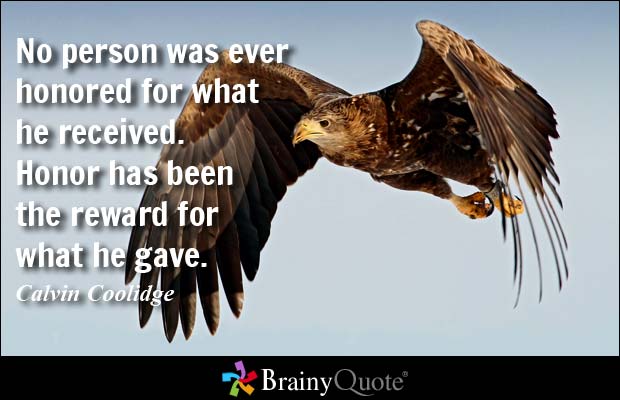 No person was ever
honored for what
he received.
Honor has been
the reward for
what he gave.
Calvin Coolidge
BrainyQuote®